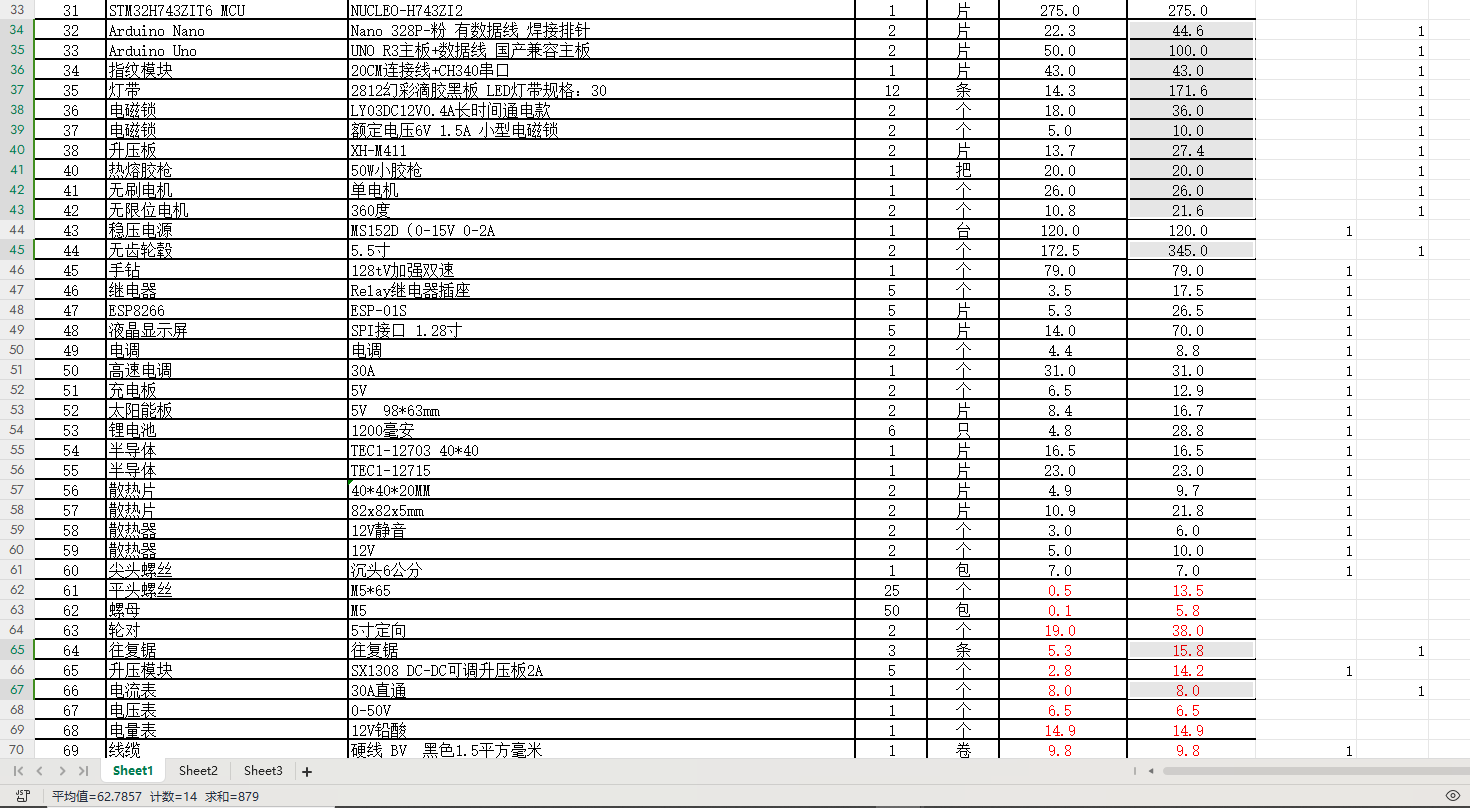 33 31 STM32H743ZIT6 MCU NUCLEO-H743ZI2 1 片 275.0 275.0
34 32 Arduino Nano Nano 328P-粉 有数据线 焊接排针 2 片 22.3 44.6 1
35 33 Arduino Uno UNO R3主板+数据线 国产兼容主板 2 片 50.0 100.0 1
36 34 指纹模块 20CM连接线+CH340串口 1 片 43.0 43.0 1
37 35 灯带 2812幻彩滴胶黑板 LED灯带规格：30 12 条 14.3 171.6 1
38 36 电磁锁 LY03DC12V0.4A长时间通电款 2 个 18.0 36.0 1
39 37 电磁锁 额定电压6V 1.5A 小型电磁锁 2 个 5.0 10.0 1
40 38 升压板 XH-M411 2 片 13.7 27.4 1
41 40 热熔胶枪 50W小胶枪 1 把 20.0 20.0 1
42 41 无刷电机 单电机 1 个 26.0 26.0 1
43 42 无限位电机 360度 2 个 10.8 21.6 1
44 43 稳压电源 MS152D（0-15V 0-2A 1 台 120.0 120.0 1
45 44 无齿轮毂 5.5寸 2 个 172.5 345.0 1
46 45 手钻 128tV加强双速 1 个 79.0 79.0 1
47 46 继电器 Relay继电器插座 5 个 3.5 17.5 1
48 47 ESP8266 ESP-01S 5 片 5.3 26.5 1
49 48 液晶显示屏 SPI接口 1.28寸 5 片 14.0 70.0 1
50 49 电调 电调 2 个 4.4 8.8 1
51 50 高速电调 30A 1 个 31.0 31.0 1
52 51 充电板 5V 2 个 6.5 12.9 1
53 52 太阳能板 5V  98*63mm 2 片 8.4 16.7 1
54 53 锂电池 1200毫安 6 只 4.8 28.8 1
55 54 半导体 TEC1-12703 40*40 1 片 16.5 16.5 1
56 55 半导体 TEC1-12715 1 片 23.0 23.0 1
57 56 散热片 40*40*20MM 2 片 4.9 9.7 1
58 57 散热片 82x82x5mm 2 片 10.9 21.8 1
59 58 散热器 12V静音 2 个 3.0 6.0 1
60 59 散热器 12V 2 个 5.0 10.0 1
61 60 尖头螺丝 沉头6公分 1 包 7.0 7.0 1
62 61 平头螺丝 M5*65 25 个 0.5 13.5
63 62 螺母 M5 50 包 0.1 5.8
64 63 轮对 5寸定向 2 个 19.0 38.0
65 64 往复锯 往复锯 3 条 5.3 15.8 1
66 65 升压模块 SX1308 DC-DC可调升压板2A 5 个 2.8 14.2 1
67 66 电流表 30A直通 1 个 8.0 8.0 1
68 67 电压表 0-50V 1 个 6.5 6.5
69 68 电量表 12V铅酸 1 个 14.9 14.9
70 69 线缆 硬线 BV  黑色1.5平方毫米 1 卷 9.8 9.8 1
Sheet1 Sheet2 Sheet3 +
平均值=62.7857 计数=14 求和=879